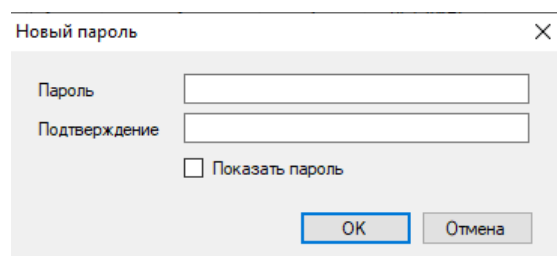 Новый пароль
Пароль
Подтверждение
Показать пароль
OK Отмена